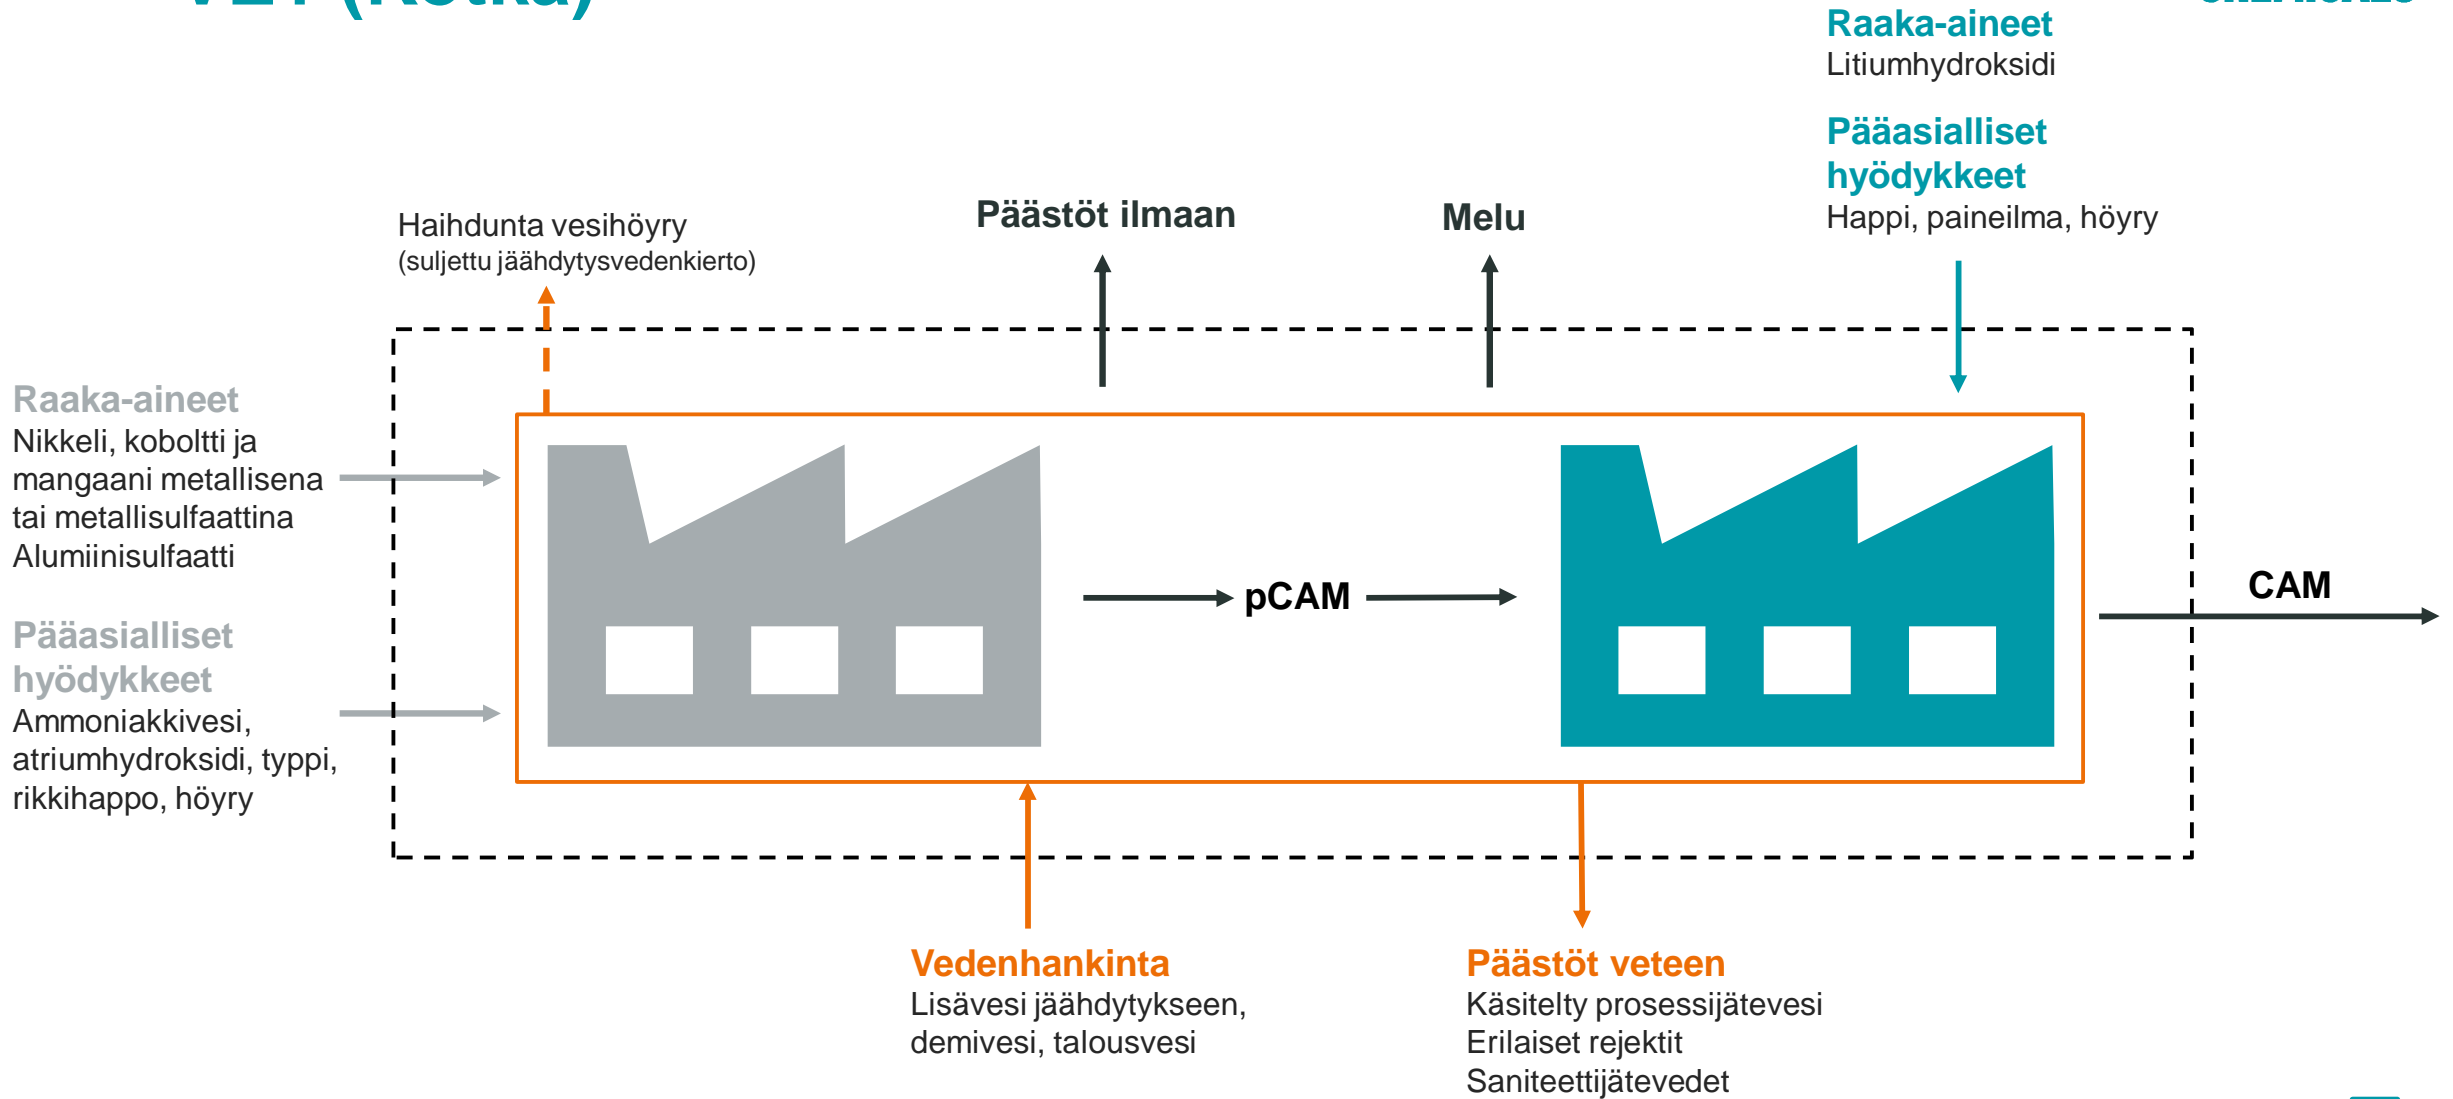 (Kotka)
Raaka-aineet
Litiumhydroksidi
Pääasialliset
hyödykkeet
Happi, paineilma, höyry
Haihdunta vesihöyry
(suljettu jäähdytysvedenkierto)
Päästöt ilmaan
Melu
Raaka-aineet
Nikkeli, koboltti ja
mangaani metallisena
tai metallisulfaattina
Alumiinisulfaatti
Pääasialliset
hyödykkeet
Ammoniakkivesi,
atriumhydroksidi, typpi,
rikkihappo, höyry
pCAM
CAM
Vedenhankinta
Lisävesi jäähdytykseen,
demivesi, talousvesi
Päästöt veteen
Käsitelty prosessijätevesi
Erilaiset rejektit
Saniteettijätevedet